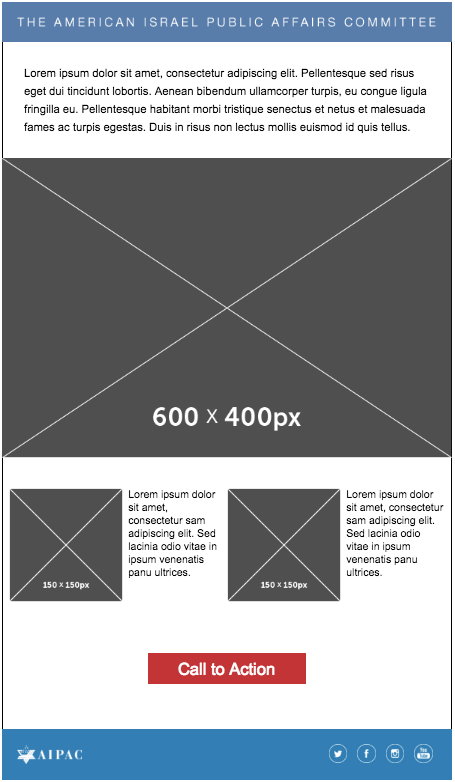 THE AMERICAN ISRAEL PUBLIC AFFAIRS COMMITTEE
Lorem ipsum dolor sit amet, consectetur adipiscing elit. Pellentesque sed risus
eget dui tincidunt lobortis. Aenean bibendum ullamcorper turpis, eu congue ligula
fringilla eu. Pellentesque habitant morbi tristique senectus et netus et malesuada
fames ac turpis egestas. Duis in risus non lectus mollis euismod id quis tellus.
600 X 400px
150 X 150px
Lorem ipsum dolor
sit amet,
consectetur sam
adipiscing elit. Sed
lacinia odio vitae in
ipsum venenatis
panu ultrices.
150 X 150px
Lorem ipsum dolor sit
amet, consectetur sam
adipiscing elit.
Sed lacinia odio
vitae in ipsum
venenatis panu
ultrices.
Call to Action
AIPAC
You
Tube